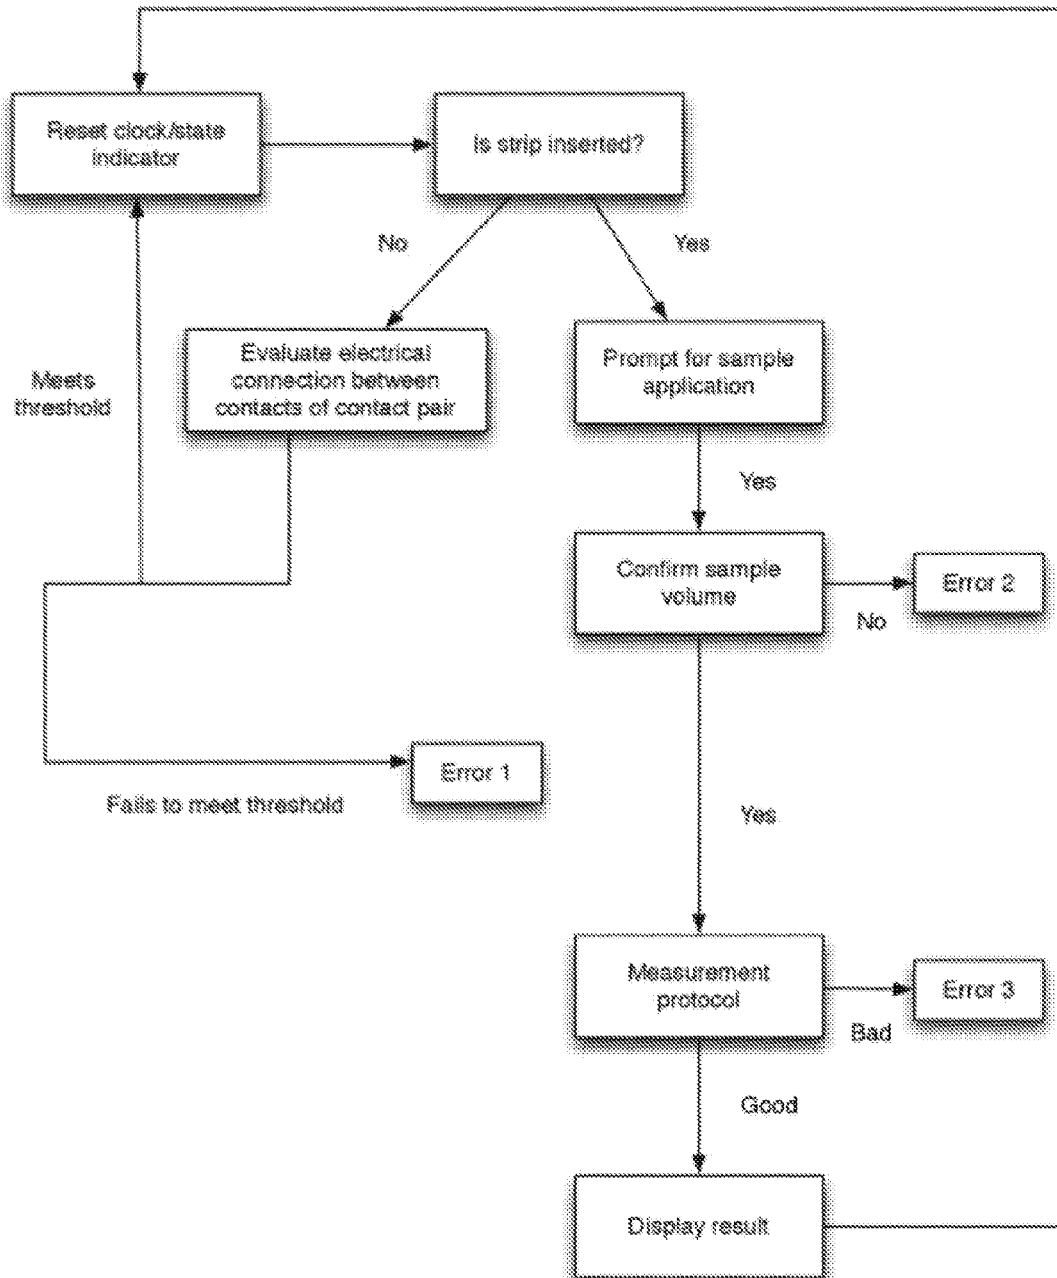 Reset clock/state
indicator
Is strip inserted?
No
Yes
Evaluate electrical
connection between
contacts of contact pair
Prompt for sample
application
Meets
threshold
Yes
Confirm sample
volume
Error 2
No
Error 1
Fails to meet threshold
Yes
Measurement
protocol
Error 3
Bad
Good
Display result